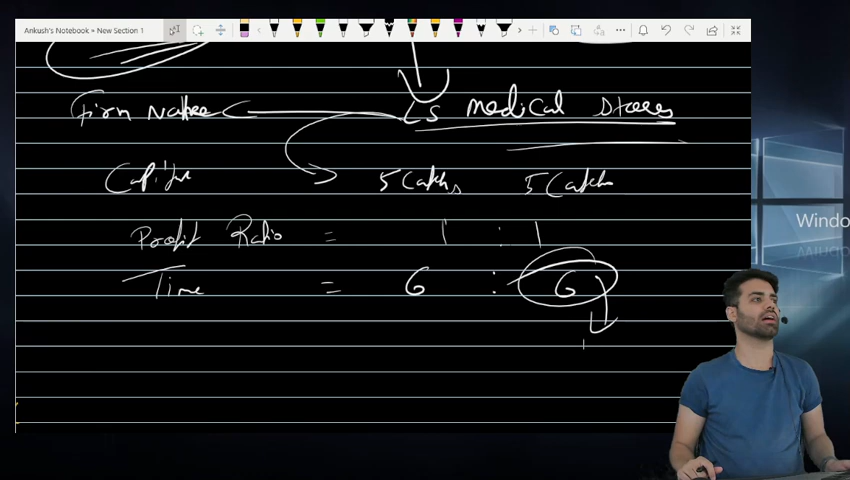 Ankush's Notebook » New Section 1
Firm Name LS Medical Stores
Capital 5 Lakhs 5 Lakhs
Profit Ratio = 1 : 1
Time = 6 : 6
Windo